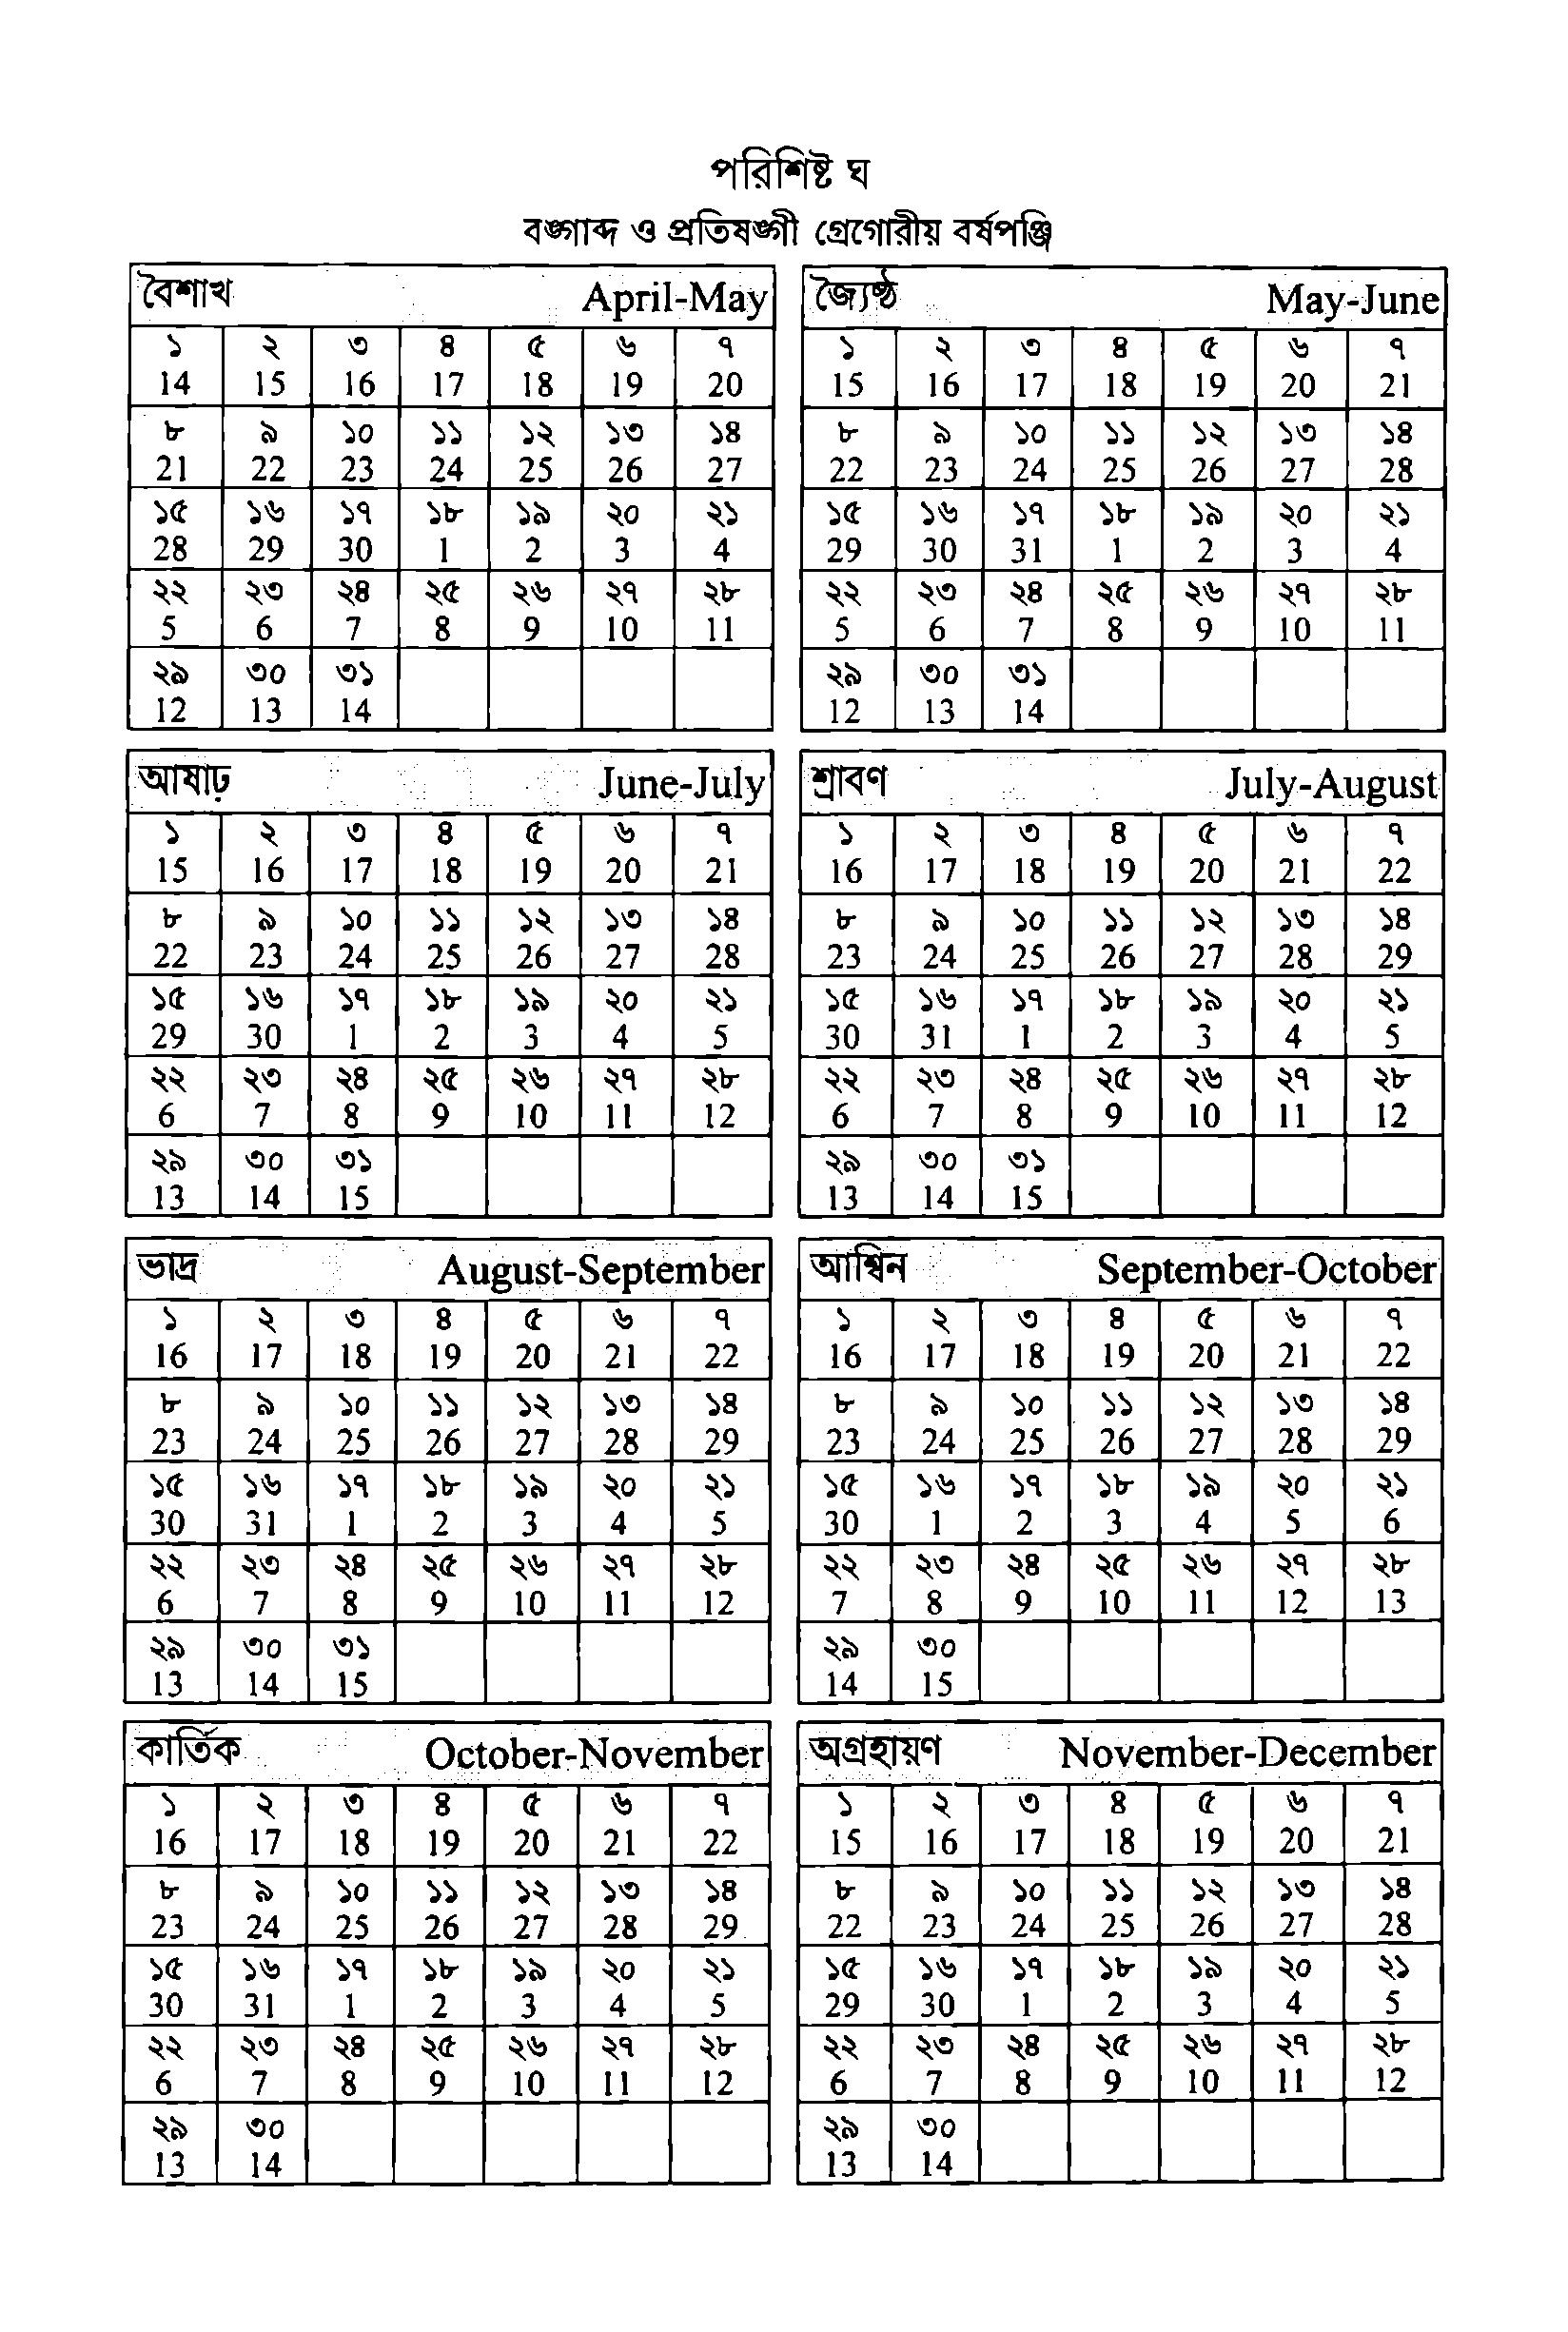 পরিশিষ্ট ঘ
বঙ্গাব্দ ও প্রতিষঙ্গী গ্রেগোরীয় বর্ষপঞ্জি
বৈশাখ April-May
১ ২ ৩ ৪ ৫ ৬ ৭
14 15 16 17 18 19 20
৮ ৯ ১০ ১১ ১২ ১৩ ১৪
21 22 23 24 25 26 27
১৫ ১৬ ১৭ ১৮ ১৯ ২০ ২১
28 29 30 1 2 3 4
২২ ২৩ ২৪ ২৫ ২৬ ২৭ ২৮
5 6 7 8 9 10 11
২৯ ৩০ ৩১
12 13 14
জ্যৈষ্ঠ May-June
১ ২ ৩ ৪ ৫ ৬ ৭
15 16 17 18 19 20 21
৮ ৯ ১০ ১১ ১২ ১৩ ১৪
22 23 24 25 26 27 28
১৫ ১৬ ১৭ ১৮ ১৯ ২০ ২১
29 30 31 1 2 3 4
২২ ২৩ ২৪ ২৫ ২৬ ২৭ ২৮
5 6 7 8 9 10 11
২৯ ৩০ ৩১
12 13 14
আষাঢ় June-July
১ ২ ৩ ৪ ৫ ৬ ৭
15 16 17 18 19 20 21
৮ ৯ ১০ ১১ ১২ ১৩ ১৪
22 23 24 25 26 27 28
১৫ ১৬ ১৭ ১৮ ১৯ ২০ ২১
29 30 1 2 3 4 5
২২ ২৩ ২৪ ২৫ ২৬ ২৭ ২৮
6 7 8 9 10 11 12
২৯ ৩০ ৩১
13 14 15
শ্রাবণ July-August
১ ২ ৩ ৪ ৫ ৬ ৭
16 17 18 19 20 21 22
৮ ৯ ১০ ১১ ১২ ১৩ ১৪
23 24 25 26 27 28 29
১৫ ১৬ ১৭ ১৮ ১৯ ২০ ২১
30 31 1 2 3 4 5
২২ ২৩ ২৪ ২৫ ২৬ ২৭ ২৮
6 7 8 9 10 11 12
২৯ ৩০ ৩১
13 14 15
ভাদ্র August-September
১ ২ ৩ ৪ ৫ ৬ ৭
16 17 18 19 20 21 22
৮ ৯ ১০ ১১ ১২ ১৩ ১৪
23 24 25 26 27 28 29
১৫ ১৬ ১৭ ১৮ ১৯ ২০ ২১
30 31 1 2 3 4 5
২২ ২৩ ২৪ ২৫ ২৬ ২৭ ২৮
6 7 8 9 10 11 12
২৯ ৩০ ৩১
13 14 15
আশ্বিন September-October
১ ২ ৩ ৪ ৫ ৬ ৭
16 17 18 19 20 21 22
৮ ৯ ১০ ১১ ১২ ১৩ ১৪
23 24 25 26 27 28 29
১৫ ১৬ ১৭ ১৮ ১৯ ২০ ২১
30 1 2 3 4 5 6
২২ ২৩ ২৪ ২৫ ২৬ ২৭ ২৮
7 8 9 10 11 12 13
২৯ ৩০
14 15
কার্তিক October-November
১ ২ ৩ ৪ ৫ ৬ ৭
16 17 18 19 20 21 22
৮ ৯ ১০ ১১ ১২ ১৩ ১৪
23 24 25 26 27 28 29
১৫ ১৬ ১৭ ১৮ ১৯ ২০ ২১
30 31 1 2 3 4 5
২২ ২৩ ২৪ ২৫ ২৬ ২৭ ২৮
6 7 8 9 10 11 12
২৯ ৩০
13 14
অগ্রহায়ণ November-December
১ ২ ৩ ৪ ৫ ৬ ৭
15 16 17 18 19 20 21
৮ ৯ ১০ ১১ ১২ ১৩ ১৪
22 23 24 25 26 27 28
১৫ ১৬ ১৭ ১৮ ১৯ ২০ ২১
29 30 1 2 3 4 5
২২ ২৩ ২৪ ২৫ ২৬ ২৭ ২৮
6 7 8 9 10 11 12
২৯ ৩০
13 14